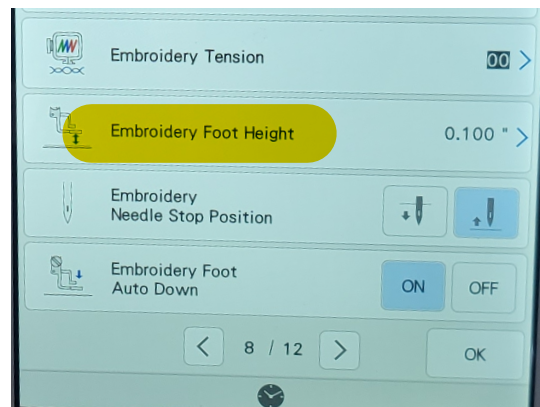 Embroidery Tension 00 >
Embroidery Foot Height 0.100 " >
Embroidery
Needle Stop Position
Embroidery Foot
Auto Down ON OFF
< 8 / 12 > OK